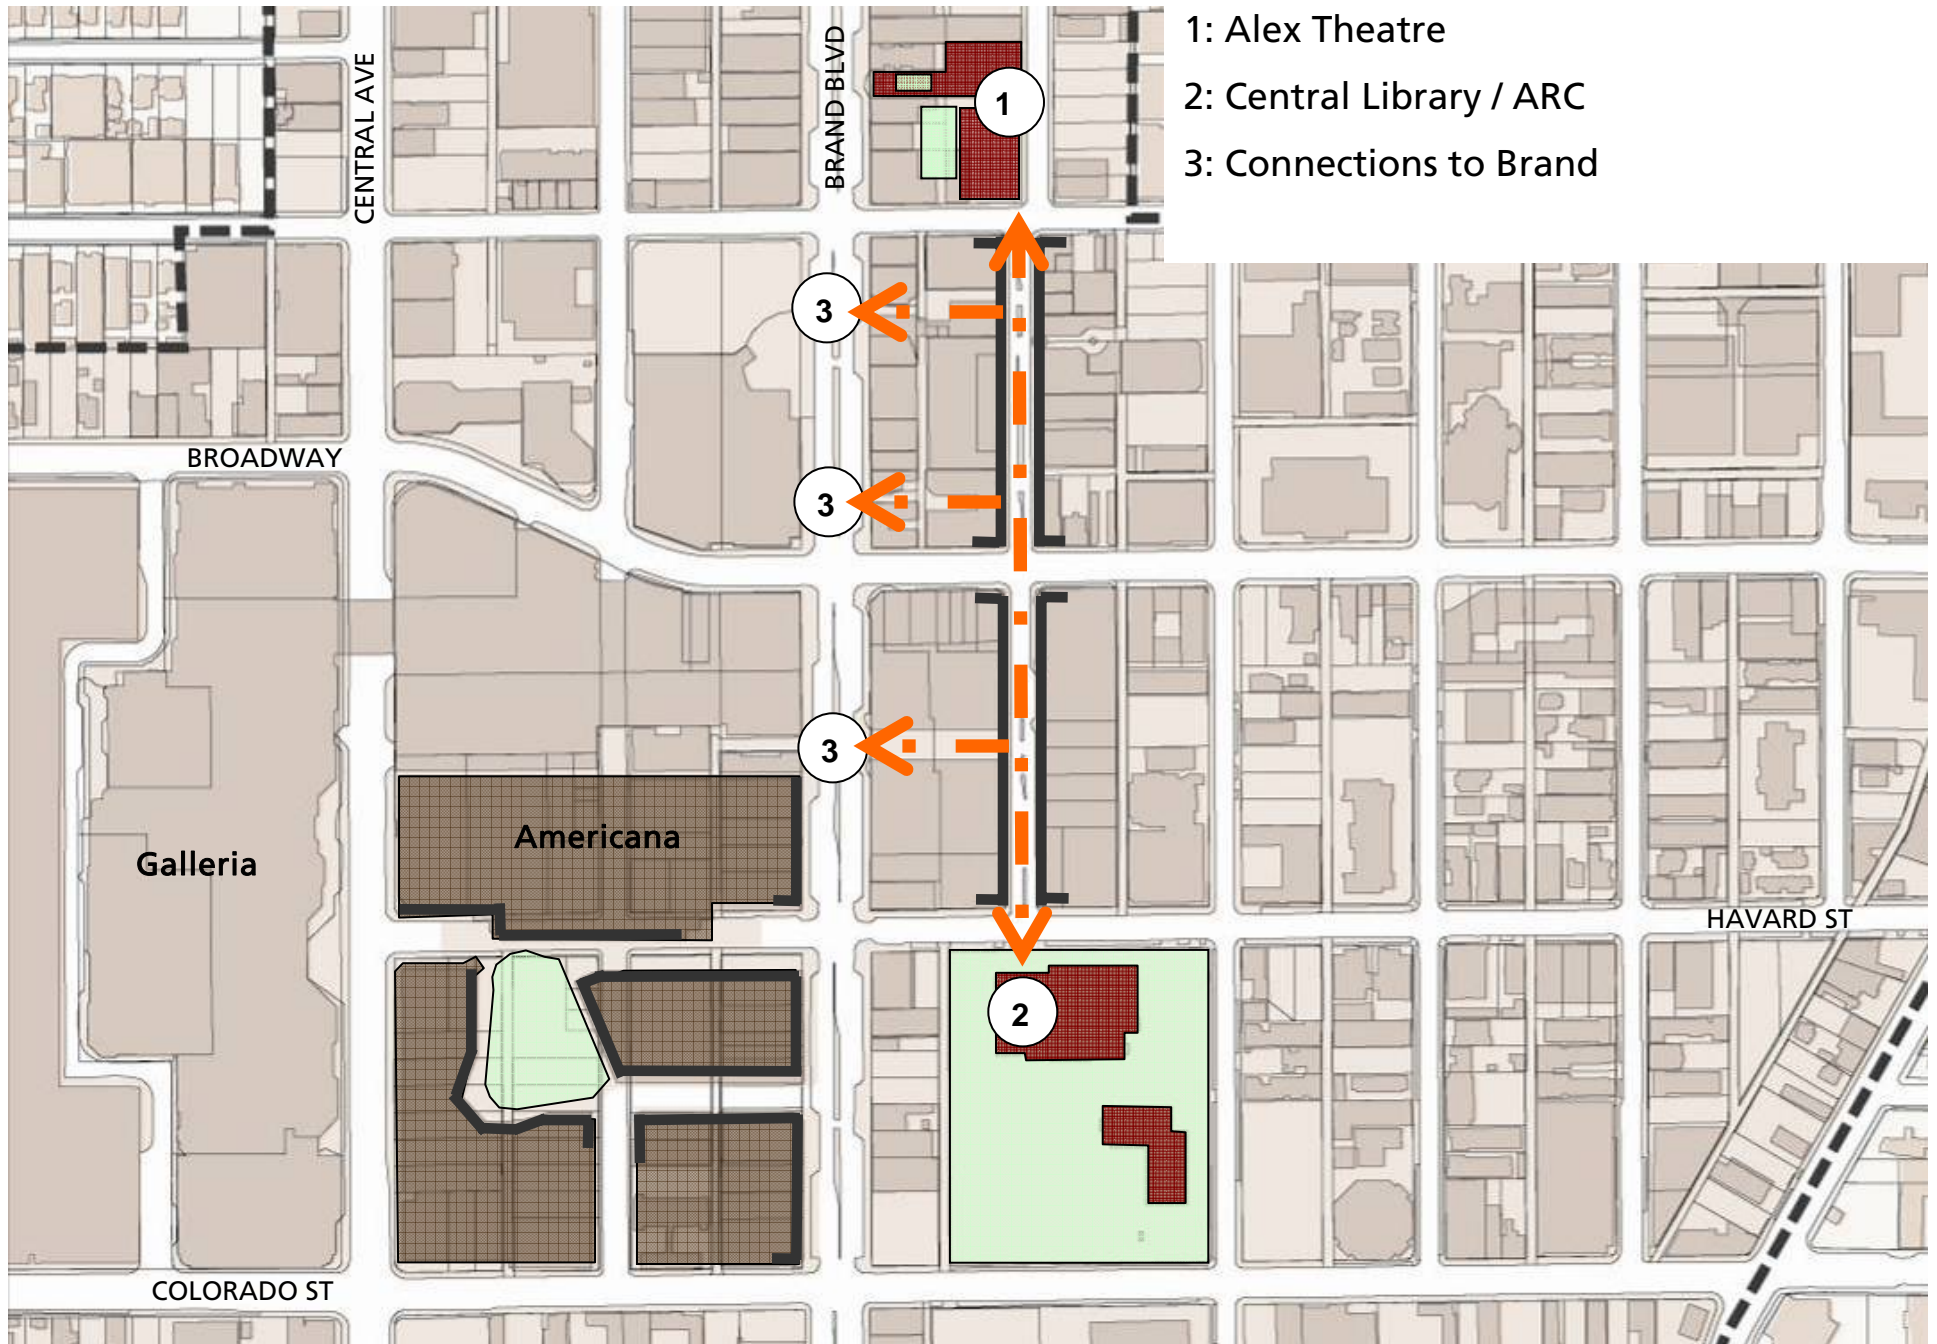 1: Alex Theatre
2: Central Library / ARC
3: Connections to Brand
CENTRAL AVE
BRAND BLVD
1
3
BROADWAY
3
3
Americana
Galleria
HAVARD ST
2
COLORADO ST